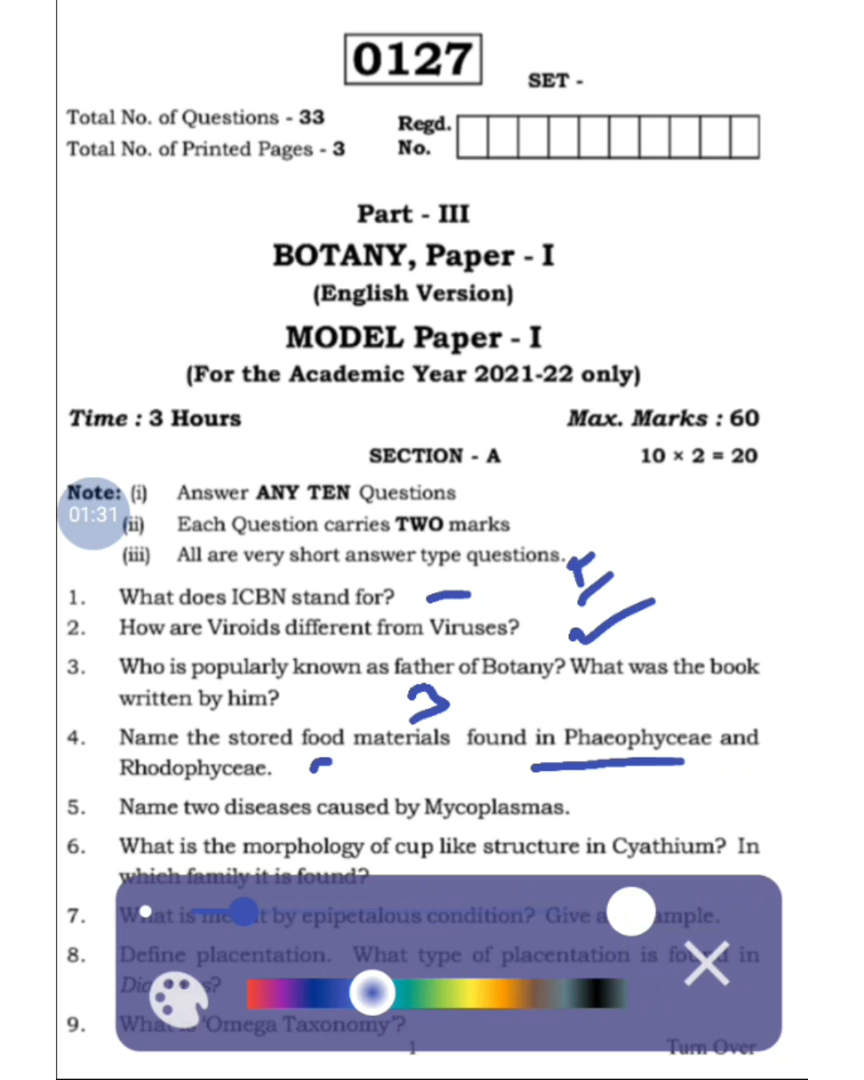 0127
SET -
Total No. of Questions - 33
Regd.
Total No. of Printed Pages - 3
No.
Part - III
BOTANY, Paper - I
(English Version)
MODEL Paper - I
(For the Academic Year 2021-22 only)
Time : 3 Hours Max. Marks : 60
SECTION - A 10 × 2 = 20
Note: (i) Answer ANY TEN Questions
01:31
(ii) Each Question carries TWO marks
(iii) All are very short answer type questions.
1. What does ICBN stand for?
2. How are Viroids different from Viruses?
3. Who is popularly known as father of Botany? What was the book
written by him?
4. Name the stored food materials found in Phaeophyceae and
Rhodophyceae.
5. Name two diseases caused by Mycoplasmas.
6. What is the morphology of cup like structure in Cyathium? In
which family it is found?
7. What is by epipetalous condition? Give
8. Define placentation. What type of placentation is found in
9. What is 'Omega Taxonomy'?
1
Turn Over